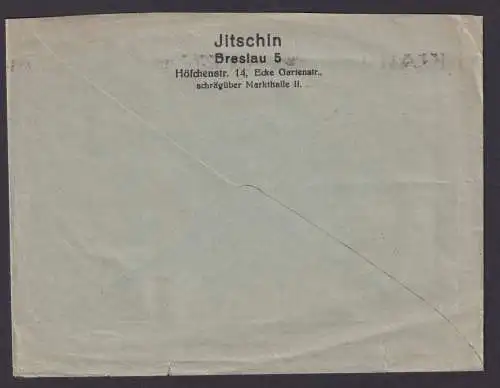 Jitschin
Breslau 5
Höfchenstr. 14, Ecke Gartenstr.,
schrägüber Markthalle II.